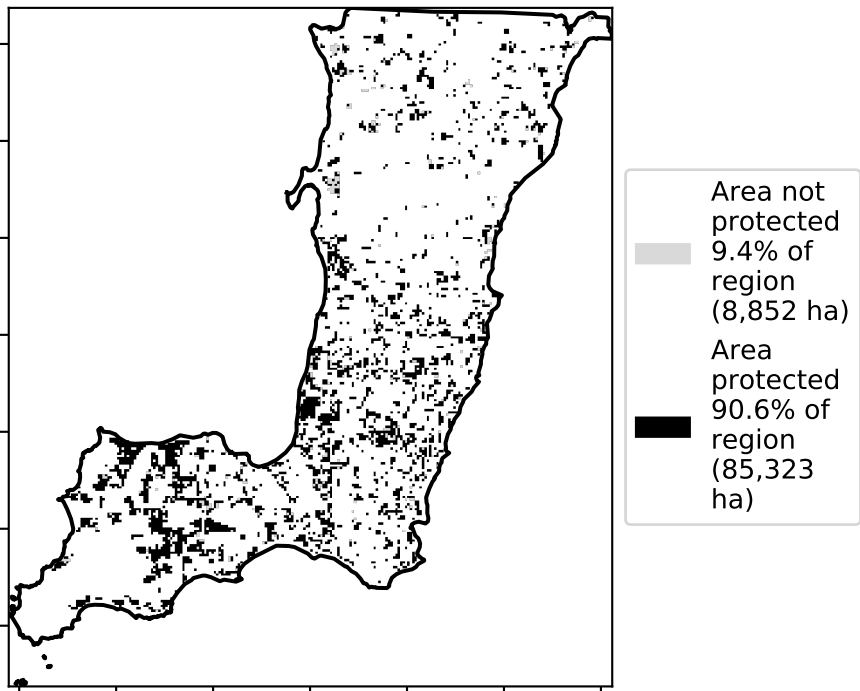 Area not
protected
9.4% of
region
(8,852 ha)
Area
protected
90.6% of
region
(85,323
ha)